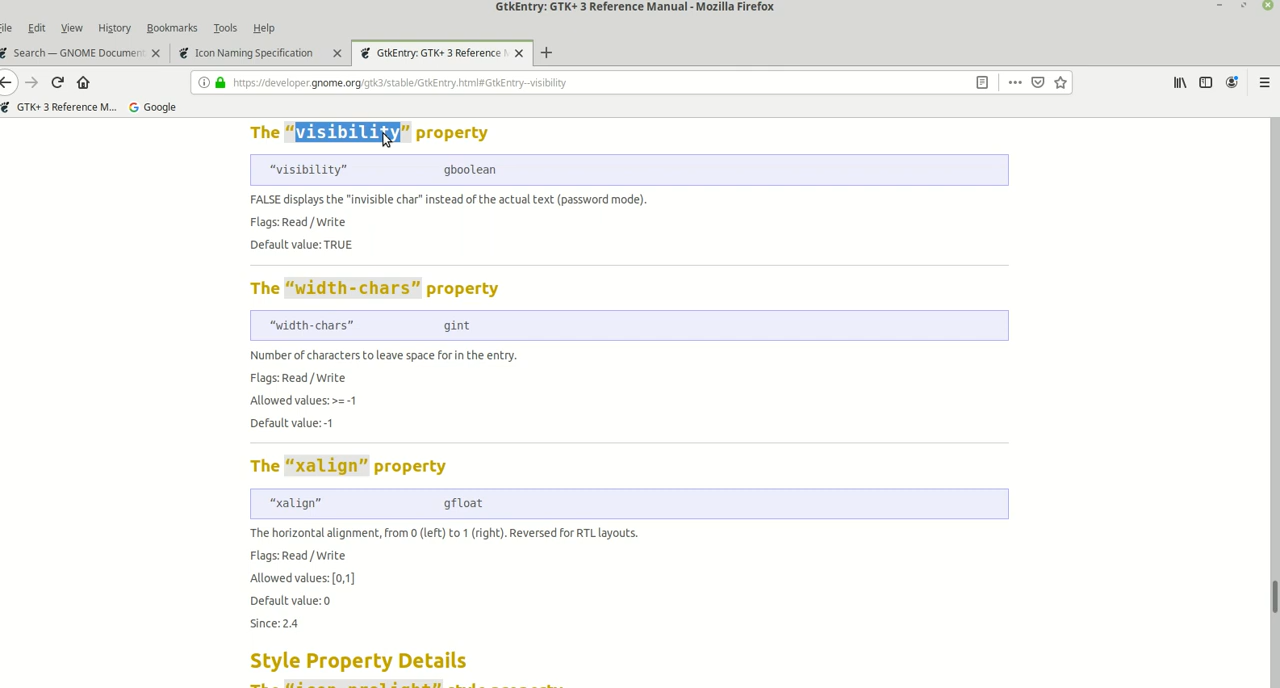 GtkEntry: GTK+ 3 Reference Manual - Mozilla Firefox
File Edit View History Bookmarks Tools Help
Search — GNOME Document
Icon Naming Specification
GtkEntry: GTK+ 3 Reference M
https://developer.gnome.org/gtk3/stable/GtkEntry.html#GtkEntry--visibility
GTK+ 3 Reference M... Google
The “visibility” property
“visibility” gboolean
FALSE displays the "invisible char" instead of the actual text (password mode).
Flags: Read / Write
Default value: TRUE
The “width-chars” property
“width-chars” gint
Number of characters to leave space for in the entry.
Flags: Read / Write
Allowed values: >= -1
Default value: -1
The “xalign” property
“xalign” gfloat
The horizontal alignment, from 0 (left) to 1 (right). Reversed for RTL layouts.
Flags: Read / Write
Allowed values: [0,1]
Default value: 0
Since: 2.4
Style Property Details
The “icon-prelight” style property